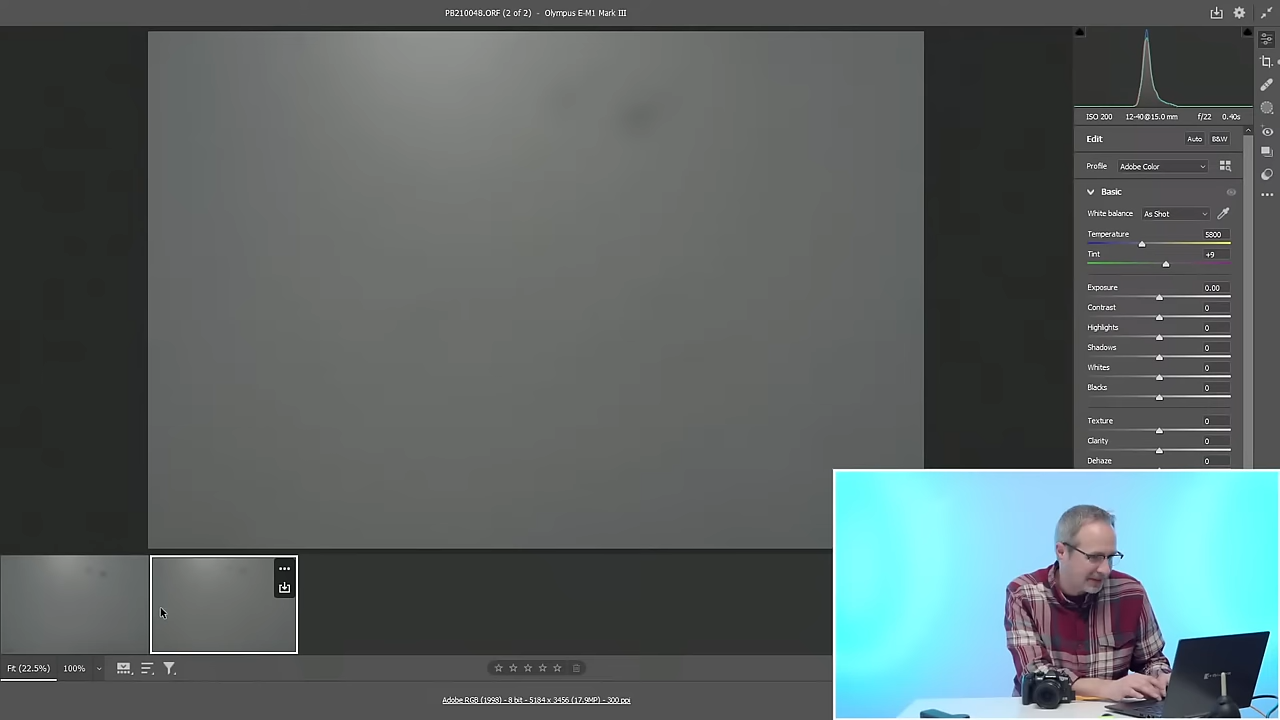 PB210048.ORF (2 of 2) - Olympus E-M1 Mark III
ISO 200 12-40@15.0 mm f/22 0.40s
Edit Auto B&W
Profile Adobe Color
Basic
White balance As Shot
Temperature 5800
Tint +9
Exposure 0.00
Contrast 0
Highlights 0
Shadows 0
Whites 0
Blacks 0
Texture 0
Clarity 0
Dehaze 0
Fit (22.5%) 100%
Adobe RGB (1998) - 8 bit - 5184 x 3456 (17.9MP) - 300 ppi